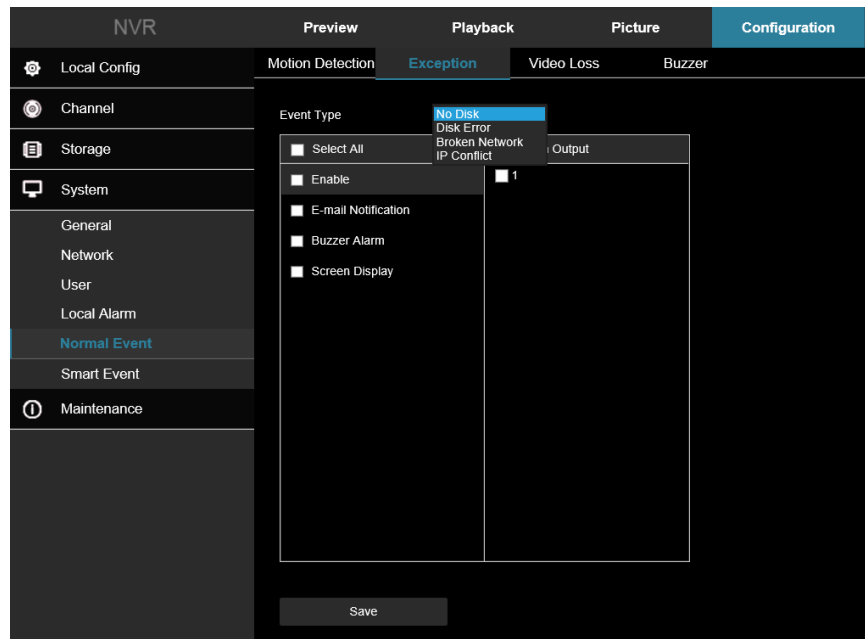 NVR
Preview
Playback
Picture
Configuration
Local Config
Channel
Storage
System
General
Network
User
Local Alarm
Normal Event
Smart Event
Maintenance
Motion Detection
Exception
Video Loss
Buzzer
Event Type
No Disk
Disk Error
Broken Network
IP Conflict
Select All
Output
Enable
1
E-mail Notification
Buzzer Alarm
Screen Display
Save